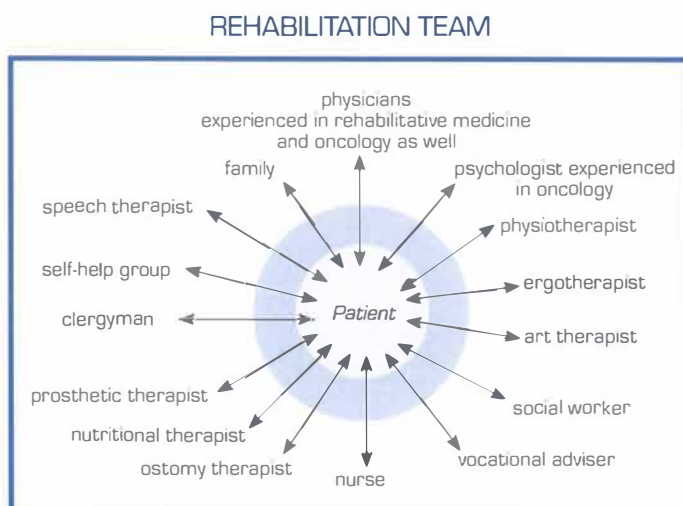 REHABILITATION TEAM
physicians
experienced in rehabilitative medicine
and oncology as well
family
psychologist experienced
in oncology
speech therapist
physiotherapist
self-help group
ergotherapist
clergyman
Patient
art therapist
prosthetic therapist
social worker
nutritional therapist
ostomy therapist
vocational adviser
nurse